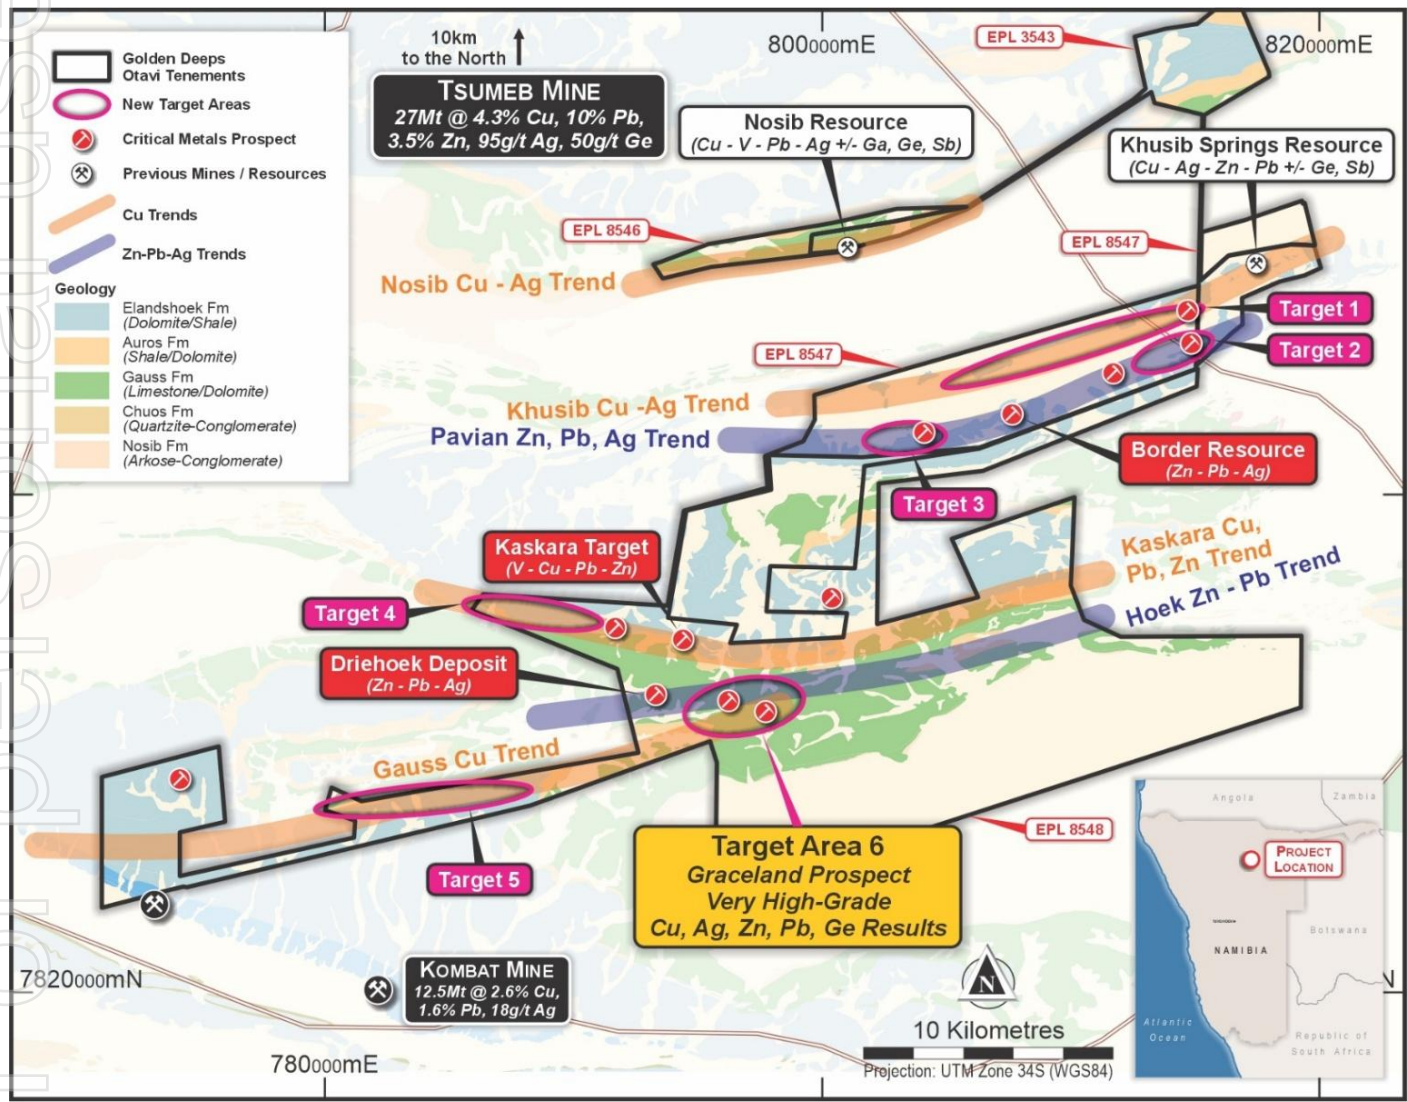 10km
to the North
800000mE
EPL 3543
820000mE
Golden Deeps
Otavi Tenements
New Target Areas
Critical Metals Prospect
Previous Mines / Resources
Cu Trends
Zn-Pb-Ag Trends
Geology
Elandshoek Fm
(Dolomite/Shale)
Auros Fm
(Shale/Dolomite)
Gauss Fm
(Limestone/Dolomite)
Chuos Fm
(Quartzite-Conglomerate)
Nosib Fm
(Arkose-Conglomerate)
TSUMEB MINE
27Mt @ 4.3% Cu, 10% Pb,
3.5% Zn, 95g/t Ag, 50g/t Ge
Nosib Resource
(Cu - V - Pb - Ag +/- Ga, Ge, Sb)
Khusib Springs Resource
(Cu - Ag - Zn - Pb +/- Ge, Sb)
EPL 8546
EPL 8547
Nosib Cu - Ag Trend
Target 1
Target 2
EPL 8547
Khusib Cu -Ag Trend
Pavian Zn, Pb, Ag Trend
Border Resource
(Zn - Pb - Ag)
Target 3
Kaskara Target
(V - Cu - Pb - Zn)
Kaskara Cu,
Pb, Zn Trend
Hoek Zn - Pb Trend
Target 4
Driehoek Deposit
(Zn - Pb - Ag)
Gauss Cu Trend
Target 5
Target Area 6
Graceland Prospect
Very High-Grade
Cu, Ag, Zn, Pb, Ge Results
EPL 8548
KOMBAT MINE
12.5Mt @ 2.6% Cu,
1.6% Pb, 18g/t Ag
7820000mN
N
N
780000mE
10 Kilometres
Projection: UTM Zone 34S (WGS84)
Angola
Zambia
PROJECT
LOCATION
NAMIBIA
Botswana
Atlantic
Ocean
Republic of
South Africa